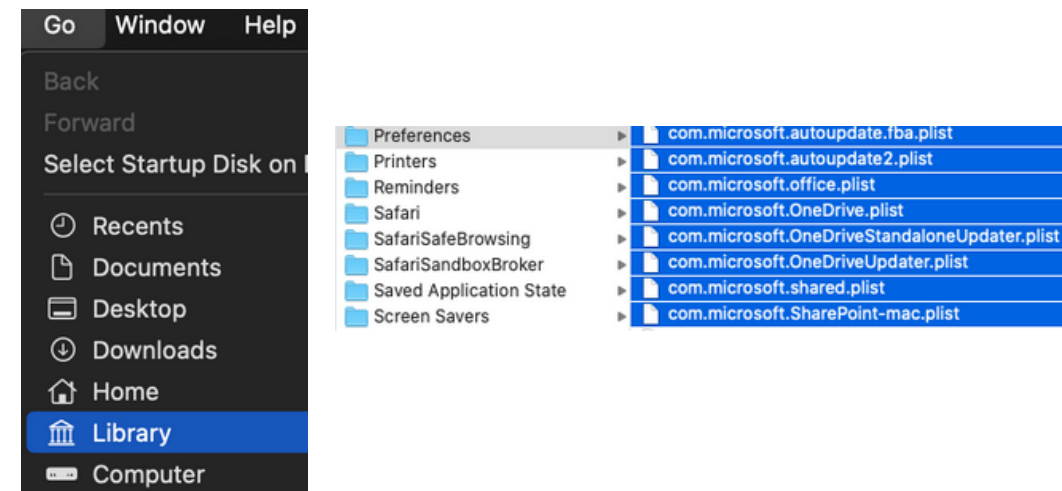 Go Window Help
Back
Forward
Select Startup Disk on
Recents
Documents
Desktop
Downloads
Home
Library
Computer
Preferences
Printers
Reminders
Safari
SafariSafeBrowsing
SafariSandboxBroker
Saved Application State
Screen Savers
com.microsoft.autoupdate.fba.plist
com.microsoft.autoupdate2.plist
com.microsoft.office.plist
com.microsoft.OneDrive.plist
com.microsoft.OneDriveStandaloneUpdater.plist
com.microsoft.OneDriveUpdater.plist
com.microsoft.shared.plist
com.microsoft.SharePoint-mac.plist